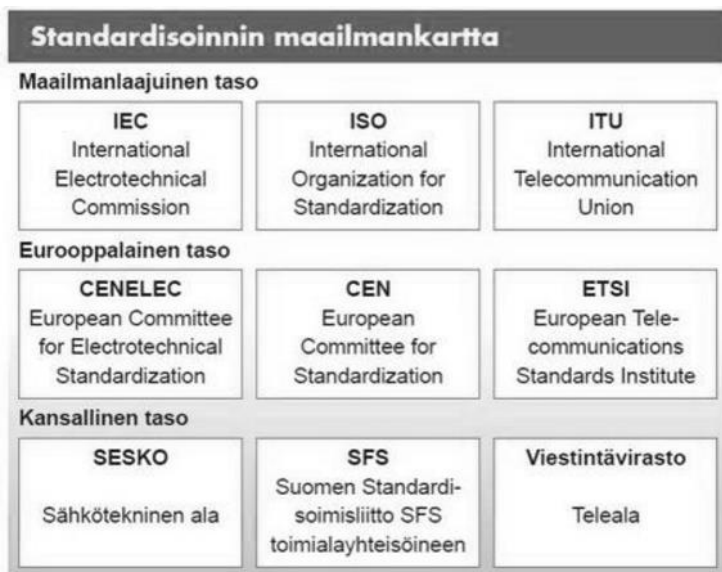 Standardisoinnin maailmankartta
Maailmanlaajuinen taso
IEC
International
Electrotechnical
Commission
ISO
International
Organization for
Standardization
ITU
International
Telecommunication
Union
Eurooppalainen taso
CENELEC
European Committee
for Electrotechnical
Standardization
CEN
European
Committee for
Standardization
ETSI
European Tele-
communications
Standards Institute
Kansallinen taso
SESKO
Sähkötekninen ala
SFS
Suomen Standardi-
soimisliitto SFS
toimialayhteisöineen
Viestintävirasto
Teleala